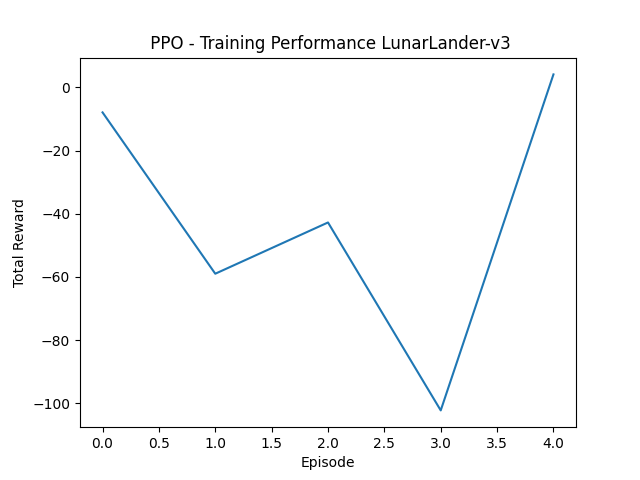 PPO - Training Performance LunarLander-v3
Total Reward
0
−20
−40
−60
−80
−100
0.0 0.5 1.0 1.5 2.0 2.5 3.0 3.5 4.0
Episode